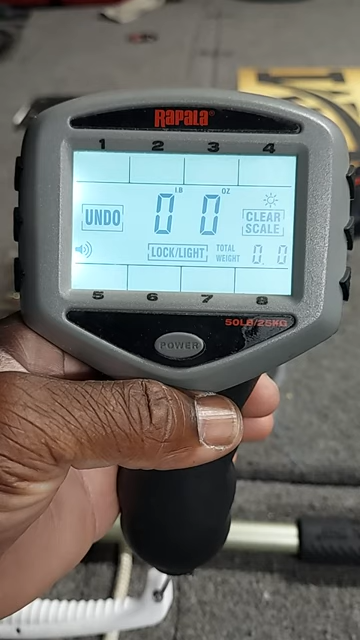 RAPALA®
1 2 3 4
LB OZ
UNDO 0 0 CLEAR SCALE
LOCK/LIGHT TOTAL WEIGHT 0.0
5 6 7 8
50LB/25KG
POWER